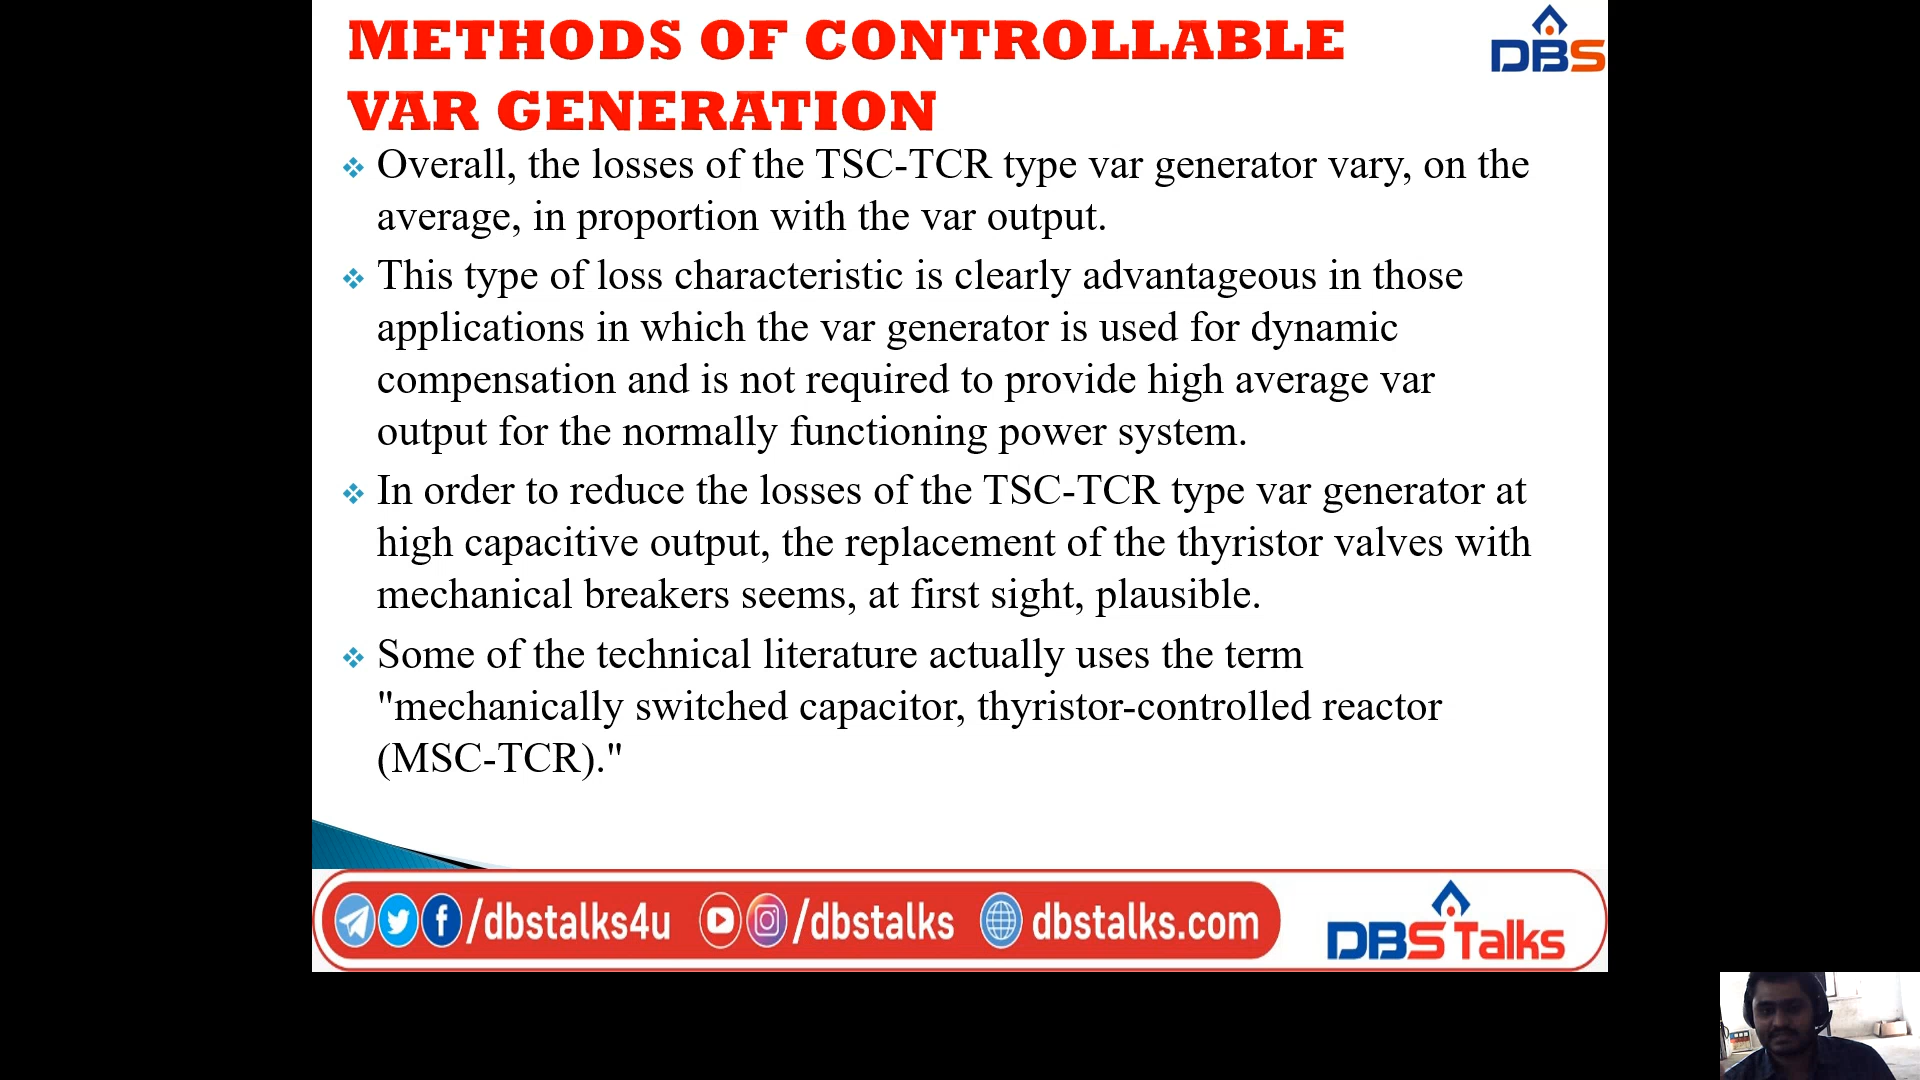 METHODS OF CONTROLLABLE
VAR GENERATION
DBS
Overall, the losses of the TSC-TCR type var generator vary, on the
average, in proportion with the var output.
This type of loss characteristic is clearly advantageous in those
applications in which the var generator is used for dynamic
compensation and is not required to provide high average var
output for the normally functioning power system.
In order to reduce the losses of the TSC-TCR type var generator at
high capacitive output, the replacement of the thyristor valves with
mechanical breakers seems, at first sight, plausible.
Some of the technical literature actually uses the term
"mechanically switched capacitor, thyristor-controlled reactor
(MSC-TCR)."
/dbstalks4u /dbstalks dbstalks.com
DBS Talks